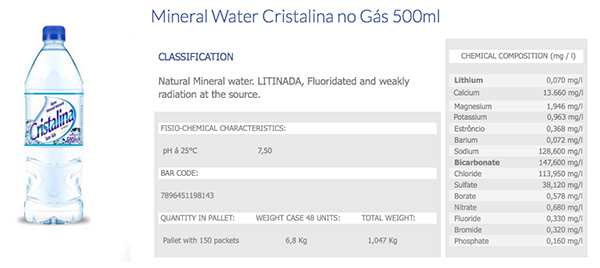 Mineral Water Cristalina no Gás 500ml
Cristalina
CLASSIFICATION
Natural Mineral water. LITINADA, Fluoridated and weakly
radiation at the source.
FISIO-CHEMICAL CHARACTERISTICS:
pH á 25°C 7,50
BAR CODE:
7896451198143
QUANTITY IN PALLET: WEIGHT CASE 48 UNITS: TOTAL WEIGHT:
Pallet with 150 packets 6,8 Kg 1,047 Kg
CHEMICAL COMPOSITION (mg / l)
Lithium 0,070 mg/l
Calcium 13.660 mg/l
Magnesium 1,946 mg/l
Potassium 0,963 mg/l
Estrôncio 0,368 mg/l
Barium 0,072 mg/l
Sodium 128,600 mg/l
Bicarbonate 147,600 mg/l
Chloride 113,950 mg/l
Sulfate 38,120 mg/l
Borate 0,578 mg/l
Nitrate 0,680 mg/l
Fluoride 0,330 mg/l
Bromide 0,320 mg/l
Phosphate 0,160 mg/l